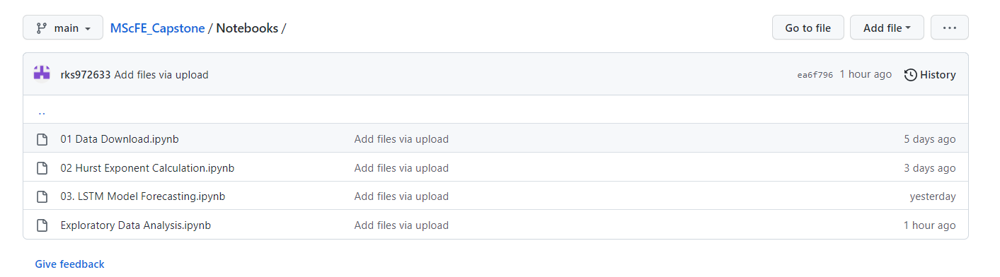 main MScFE_Capstone / Notebooks / Go to file Add file ...
rks972633 Add files via upload ea6f796 1 hour ago History
..
01 Data Download.ipynb Add files via upload 5 days ago
02 Hurst Exponent Calculation.ipynb Add files via upload 3 days ago
03. LSTM Model Forecasting.ipynb Add files via upload yesterday
Exploratory Data Analysis.ipynb Add files via upload 1 hour ago
Give feedback